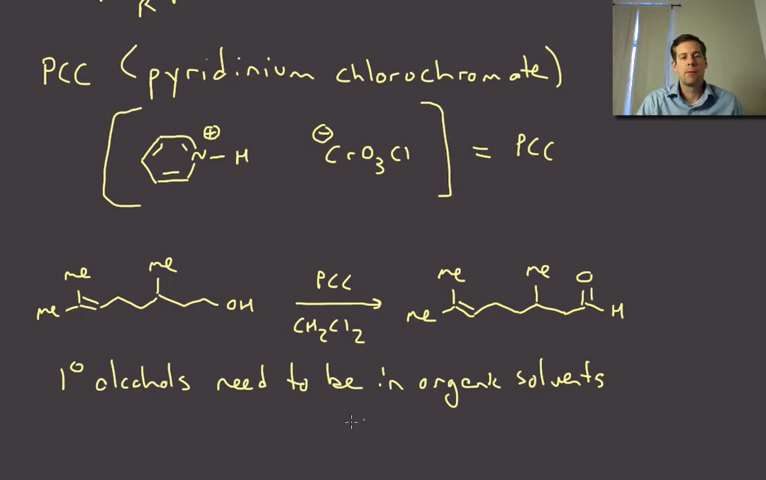 R
PCC (pyridinium chlorochromate)
[ N⊕-H ⊖CrO3Cl ] = PCC
me me PCC me me O
me OH CH2Cl2 me H
1° alcohols need to be in organic solvents